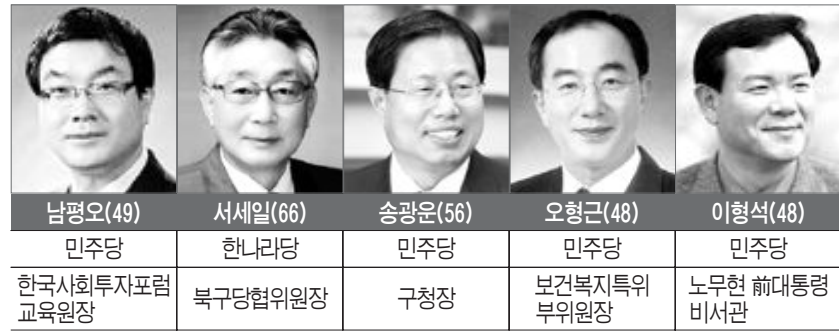 남평오(49) 서세일(66) 송광운(56) 오형근(48) 이형석(48)
민주당 한나라당 민주당 민주당 민주당
한국사회투자포럼
교육원장
북구당협위원장
구청장
보건복지특위
부위원장
노무현 前대통령
비서관